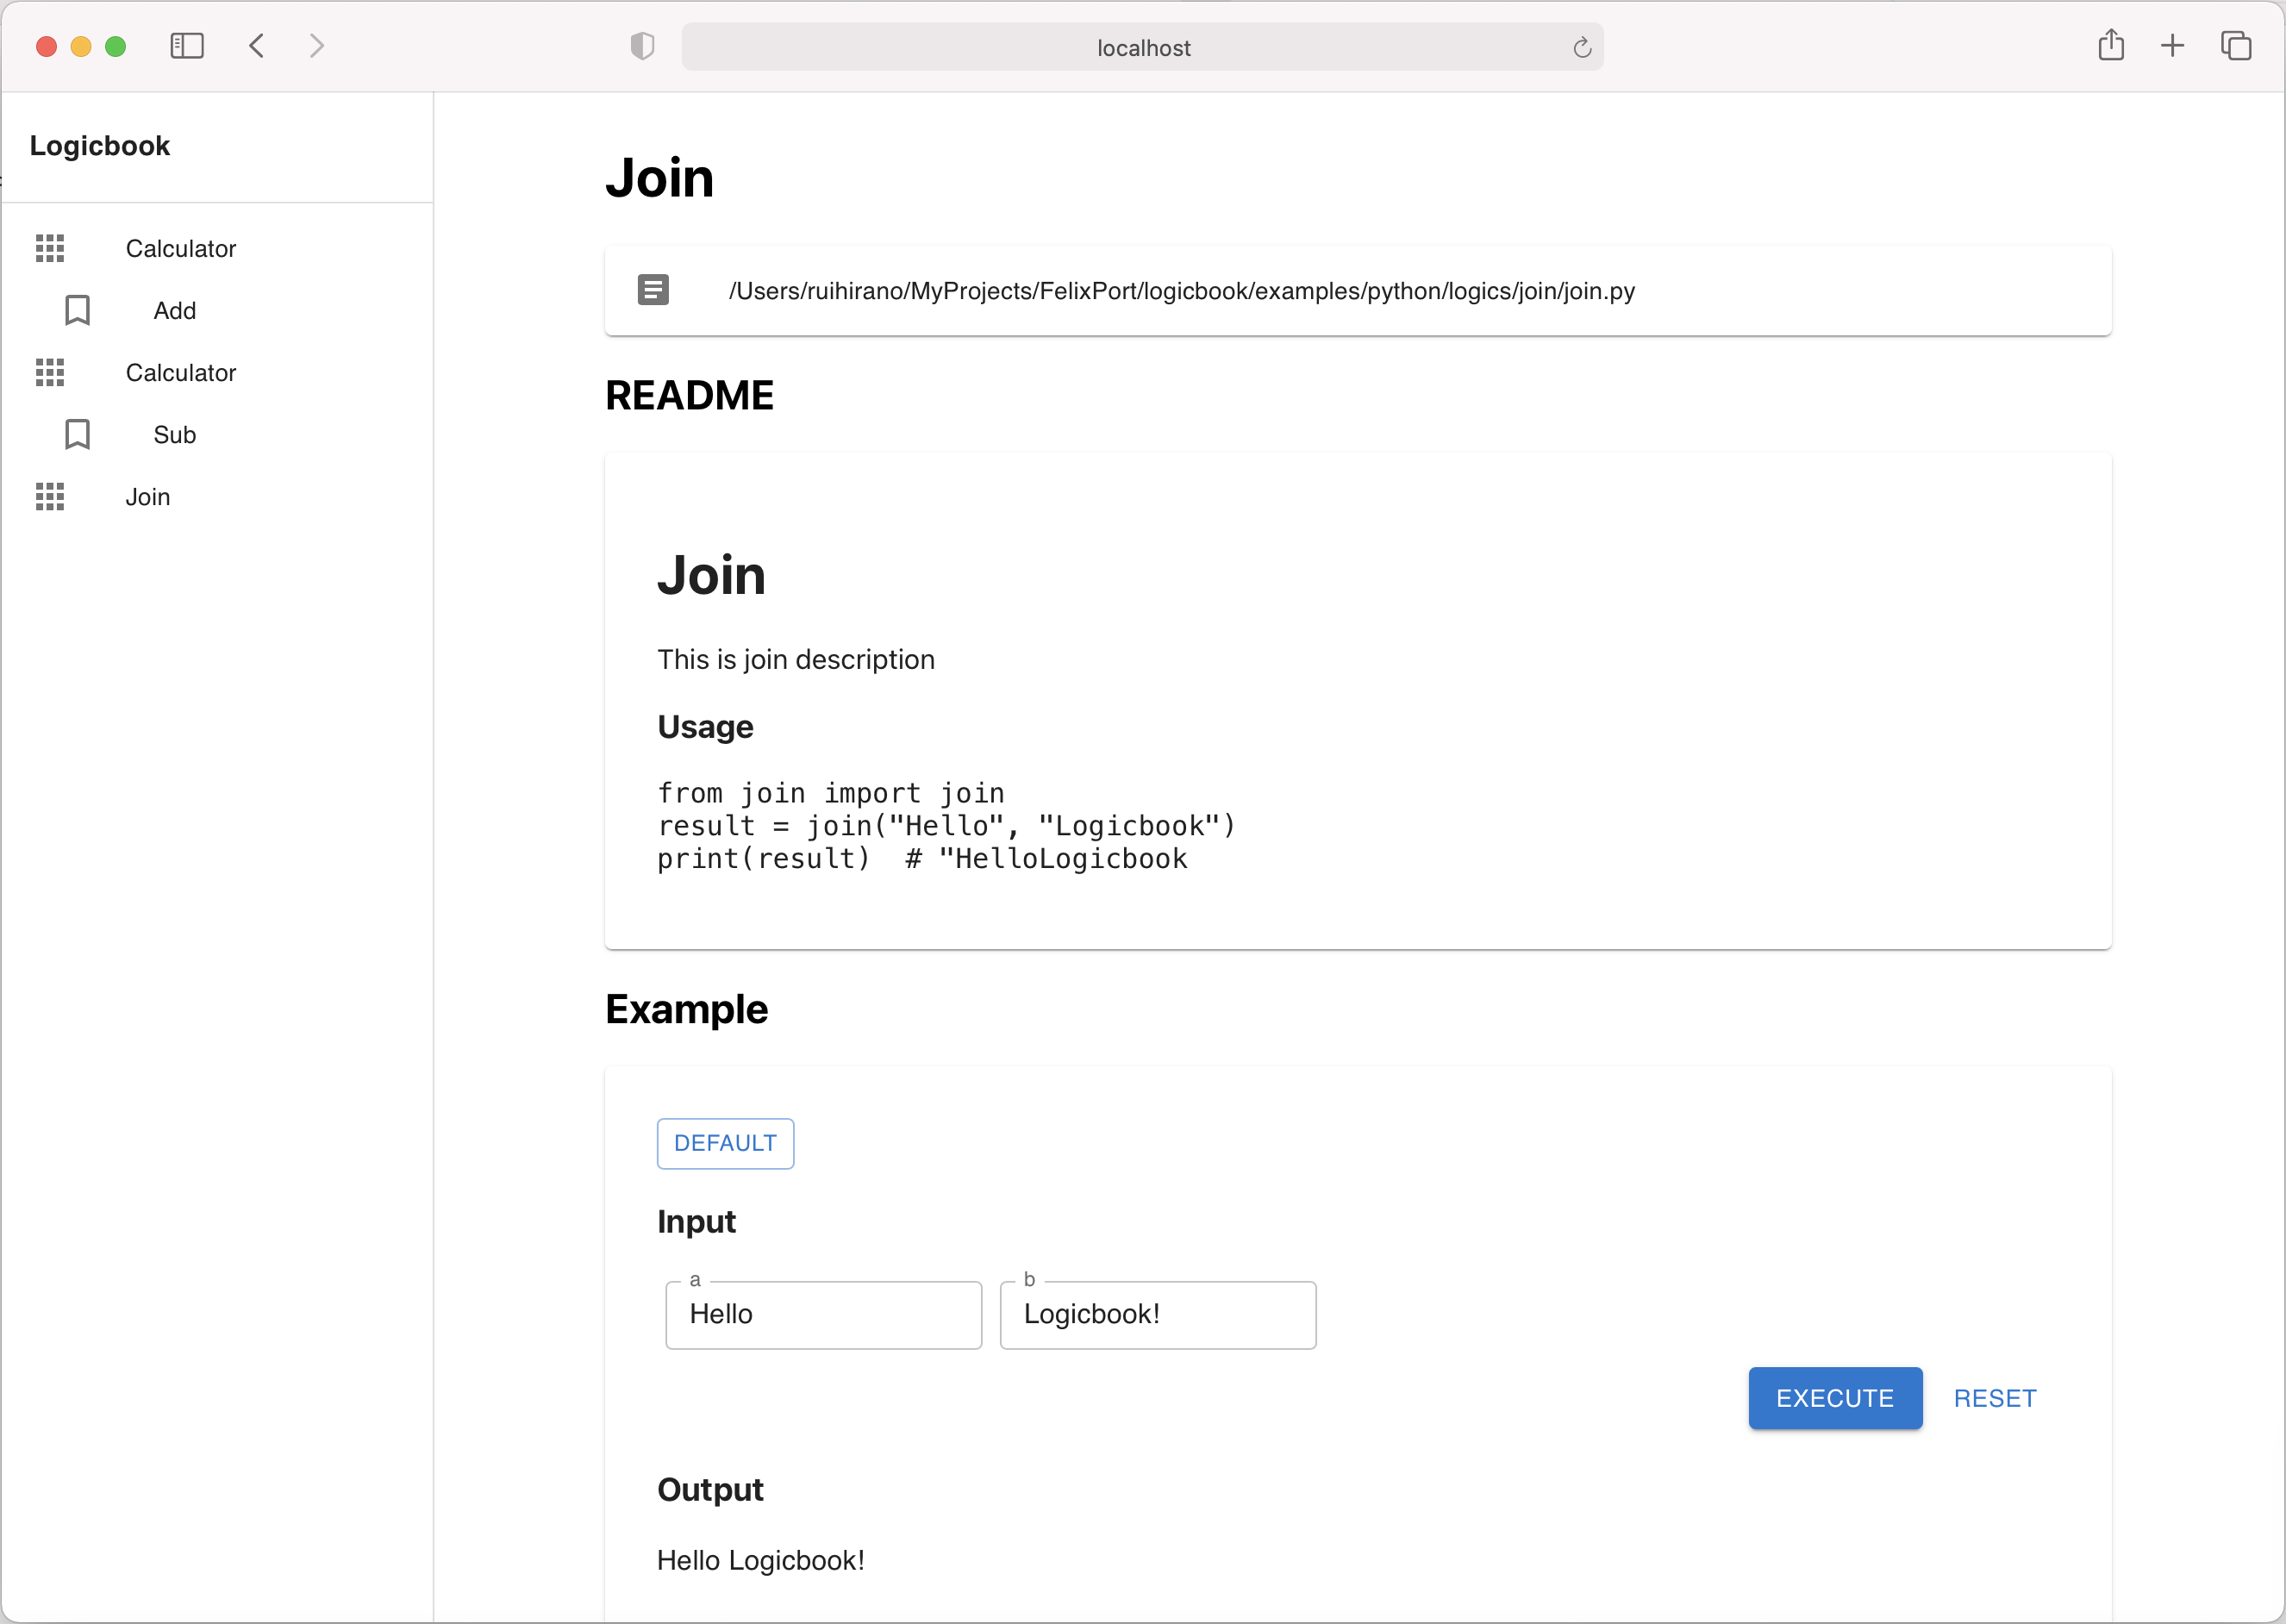 localhost
Logicbook
Calculator
Add
Calculator
Sub
Join
Join
/Users/ruihirano/MyProjects/FelixPort/logicbook/examples/python/logics/join/join.py
README
Join
This is join description
Usage
from join import join
result = join("Hello", "Logicbook")
print(result)  # "HelloLogicbook
Example
DEFAULT
Input
a b
Hello Logicbook!
EXECUTE RESET
Output
Hello Logicbook!